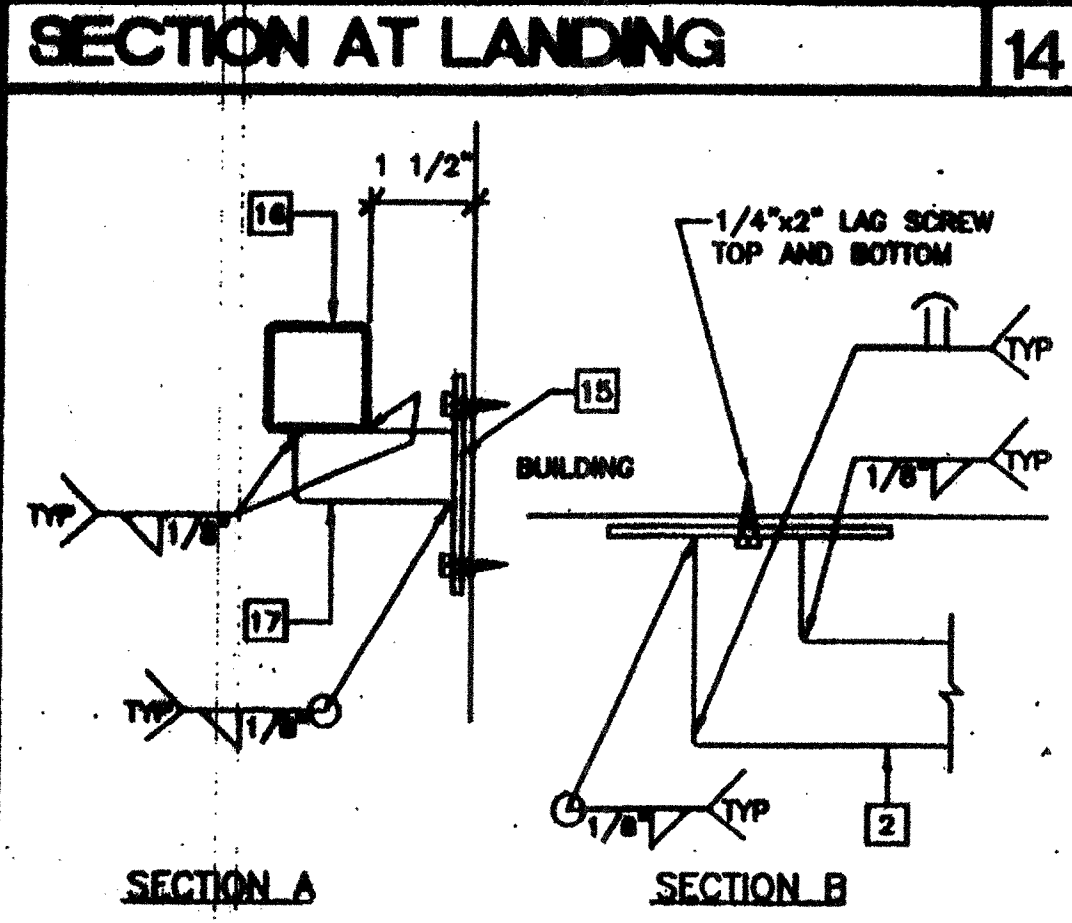 SECTION AT LANDING
14
1 1/2"
16
1/4"x2" LAG SCREW
TOP AND BOTTOM
TYP
15
BUILDING
1/8"
TYP
TYP
1/8"
17
TYP
1/8"
1/8"
TYP
2
SECTION A
SECTION B